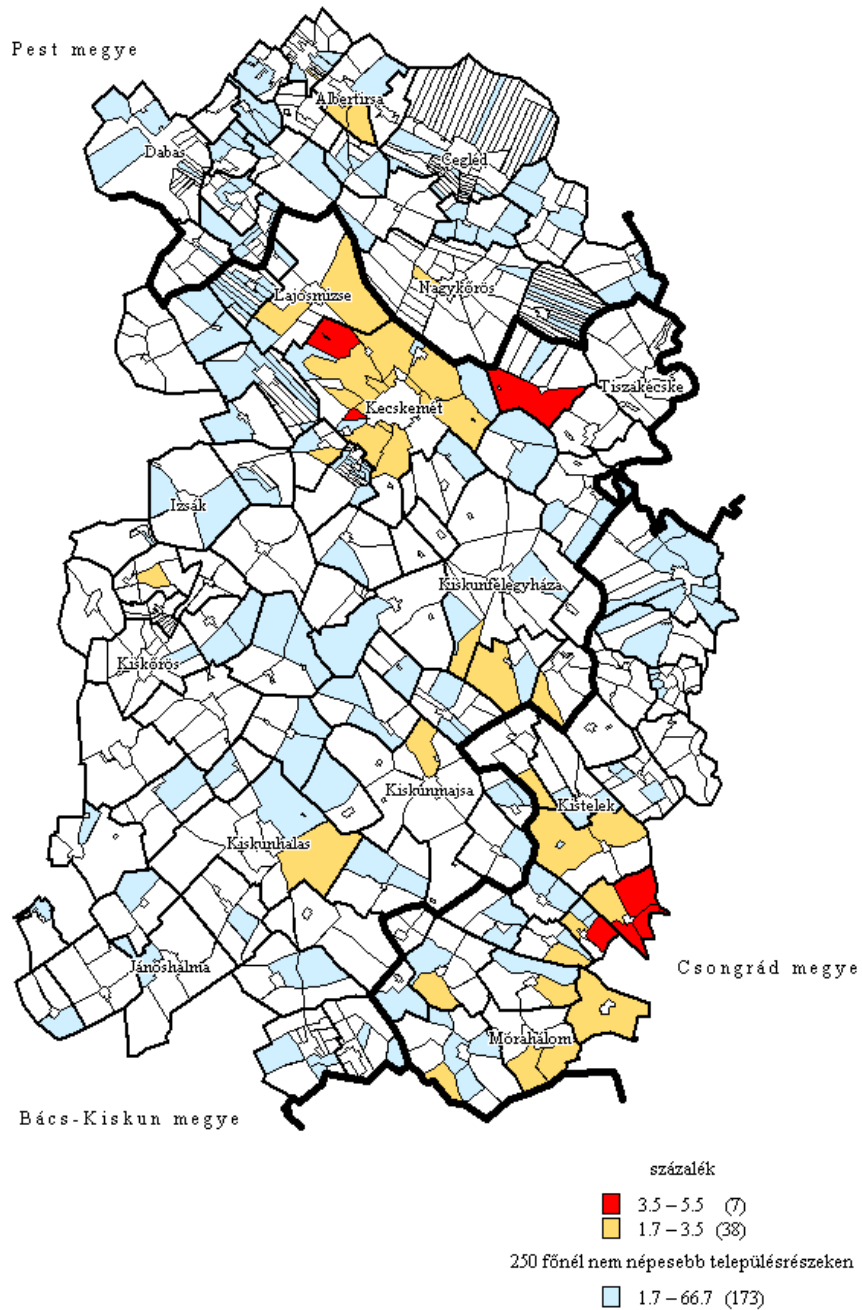 Pest megye
Albertirsa
Dabas
Cegléd
Lajosmizse
Nagykőrös
Tiszakécske
Kecskemét
Izsák
Kiskunfélegyháza
Kiskőrös
Kiskunmajsa
Kistelek
Kiskunhalas
Jánoshalma
Csongrád megye
Mórahalom
Bács-Kiskun megye
százalék
3.5 – 5.5 (7)
1.7 – 3.5 (38)
250 főnél nem népesebb településrészeken
1.7 – 66.7 (173)